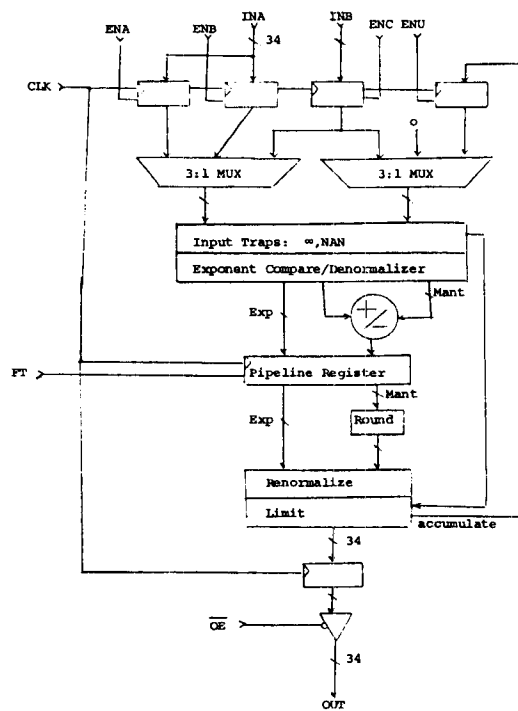 ENA
ENB
INA
INB
ENC
ENU
34
CLK
0
3:1 MUX
3:1 MUX
Input Traps: ∞,NAN
Exponent Compare/Denormalizer
Exp
Mant
+/-
FT
Pipeline Register
Mant
Exp
Round
Renormalize
Limit
accumulate
34
OE
34
OUT